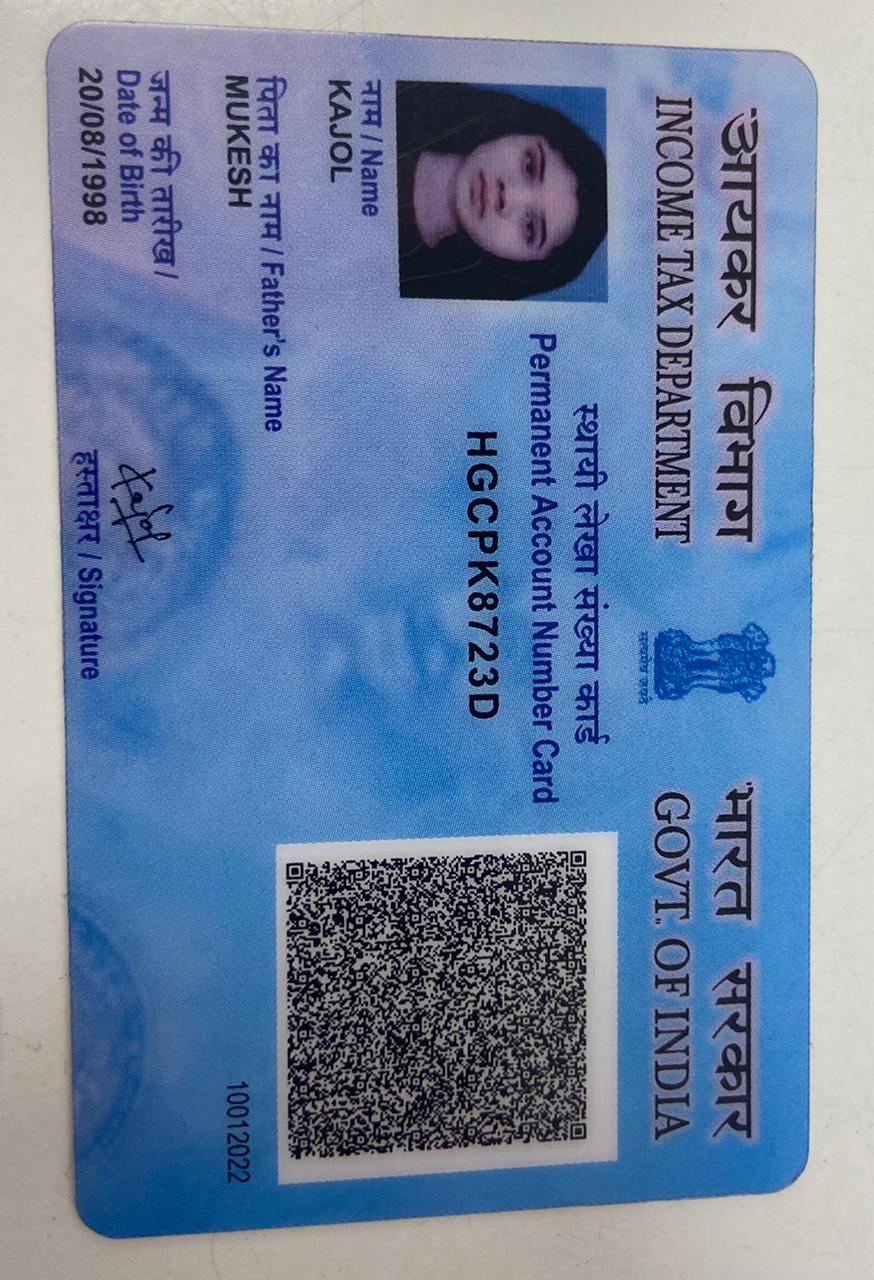 आयकर विभाग
INCOME TAX DEPARTMENT
सत्यमेव जयते
भारत सरकार
GOVT. OF INDIA
स्थायी लेखा संख्या कार्ड
Permanent Account Number Card
HGCPK8723D
नाम / Name
KAJOL
पिता का नाम / Father's Name
MUKESH
जन्म की तारीख /
Date of Birth
20/08/1998
Kajol
हस्ताक्षर / Signature
10012022